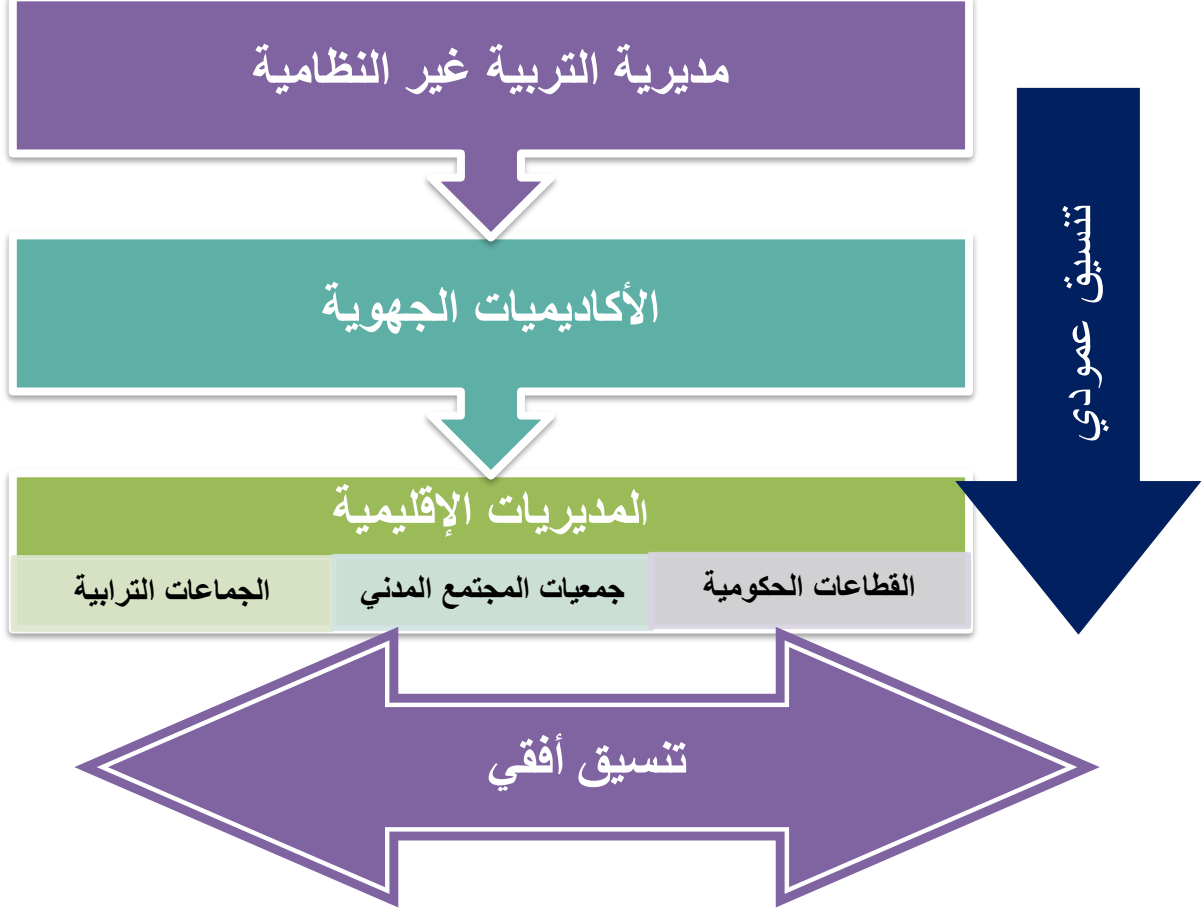 مديرية التربية غير النظامية
الأكاديميات الجهوية
المديريات الإقليمية
القطاعات الحكومية
جمعيات المجتمع المدني
الجماعات الترابية
تنسيق عمودي
تنسيق أفقي